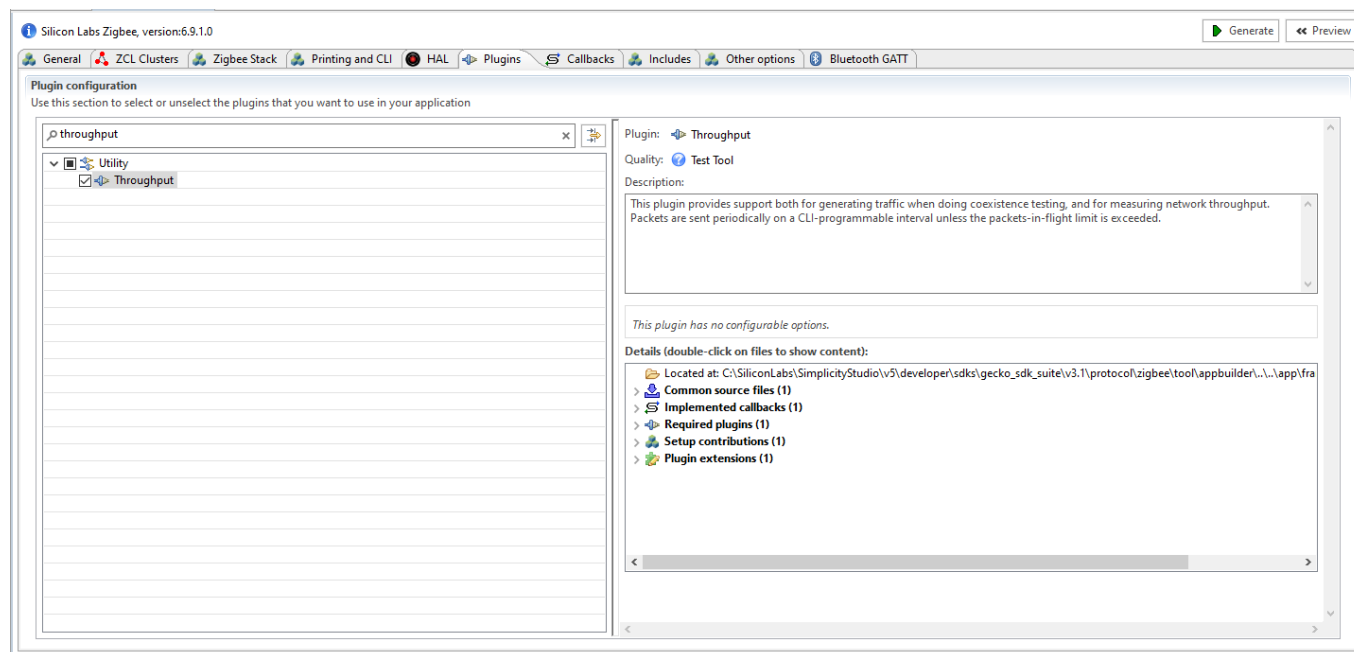 Silicon Labs Zigbee, version:6.9.1.0
Generate
Preview
General
ZCL Clusters
Zigbee Stack
Printing and CLI
HAL
Plugins
Callbacks
Includes
Other options
Bluetooth GATT
Plugin configuration
Use this section to select or unselect the plugins that you want to use in your application
throughput
Utility
Throughput
Plugin: Throughput
Quality: Test Tool
Description:
This plugin provides support both for generating traffic when doing coexistence testing, and for measuring network throughput.
Packets are sent periodically on a CLI-programmable interval unless the packets-in-flight limit is exceeded.
This plugin has no configurable options.
Details (double-click on files to show content):
Located at: C:\SiliconLabs\SimplicityStudio\v5\developer\sdks\gecko_sdk_suite\v3.1\protocol\zigbee\tool\appbuilder\..\..\app\fra
Common source files (1)
Implemented callbacks (1)
Required plugins (1)
Setup contributions (1)
Plugin extensions (1)